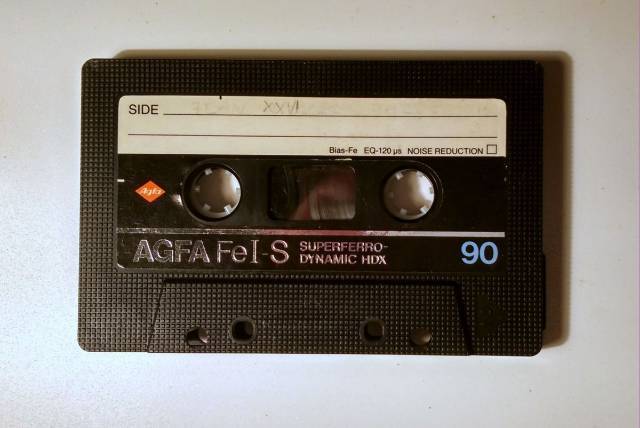 SIDE XXVI
Bias-Fe EQ-120 µs NOISE REDUCTION
Agfa
AGFA FeI-S SUPERFERRO-
DYNAMIC HDX
90